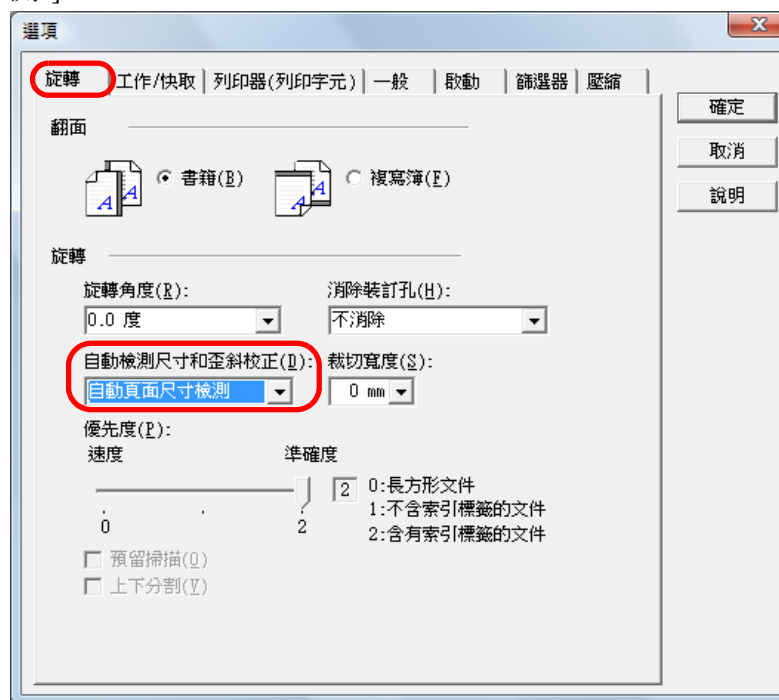 選項
旋轉 工作/快取 列印器(列印字元) 一般 啟動 篩選器 壓縮
確定
取消
說明
翻面
書籍(B) 複寫簿(F)
旋轉
旋轉角度(R): 消除裝訂孔(H):
0.0 度 不消除
自動檢測尺寸和歪斜校正(D): 裁切寬度(S):
自動頁面尺寸檢測 0 mm
優先度(P):
速度 準確度
2 0:長方形文件
1:不含索引標籤的文件
0 2 2:含有索引標籤的文件
預留掃描(O)
上下分割(V)